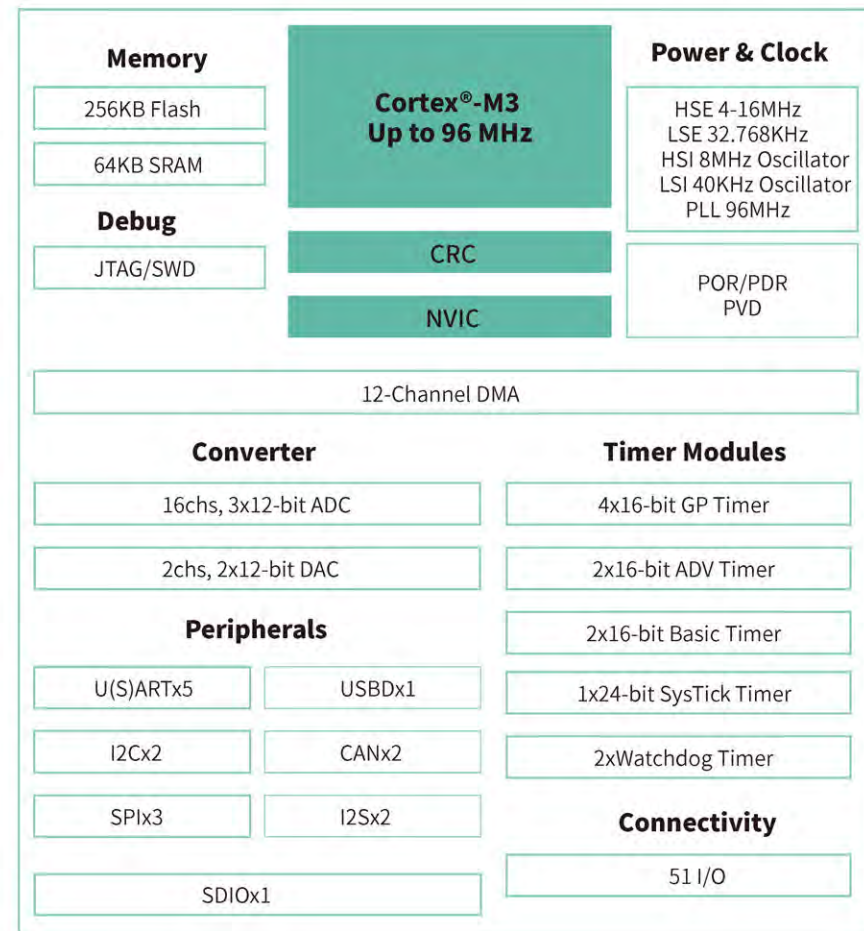 Memory
256KB Flash
64KB SRAM
Debug
JTAG/SWD
Cortex®-M3
Up to 96 MHz
CRC
NVIC
Power & Clock
HSE 4-16MHz
LSE 32.768KHz
HSI 8MHz Oscillator
LSI 40KHz Oscillator
PLL 96MHz
POR/PDR
PVD
12-Channel DMA
Converter
16chs, 3x12-bit ADC
2chs, 2x12-bit DAC
Peripherals
U(S)ARTx5
USBDx1
I2Cx2
CANx2
SPIx3
I2Sx2
SDIOx1
Timer Modules
4x16-bit GP Timer
2x16-bit ADV Timer
2x16-bit Basic Timer
1x24-bit SysTick Timer
2xWatchdog Timer
Connectivity
51 I/O